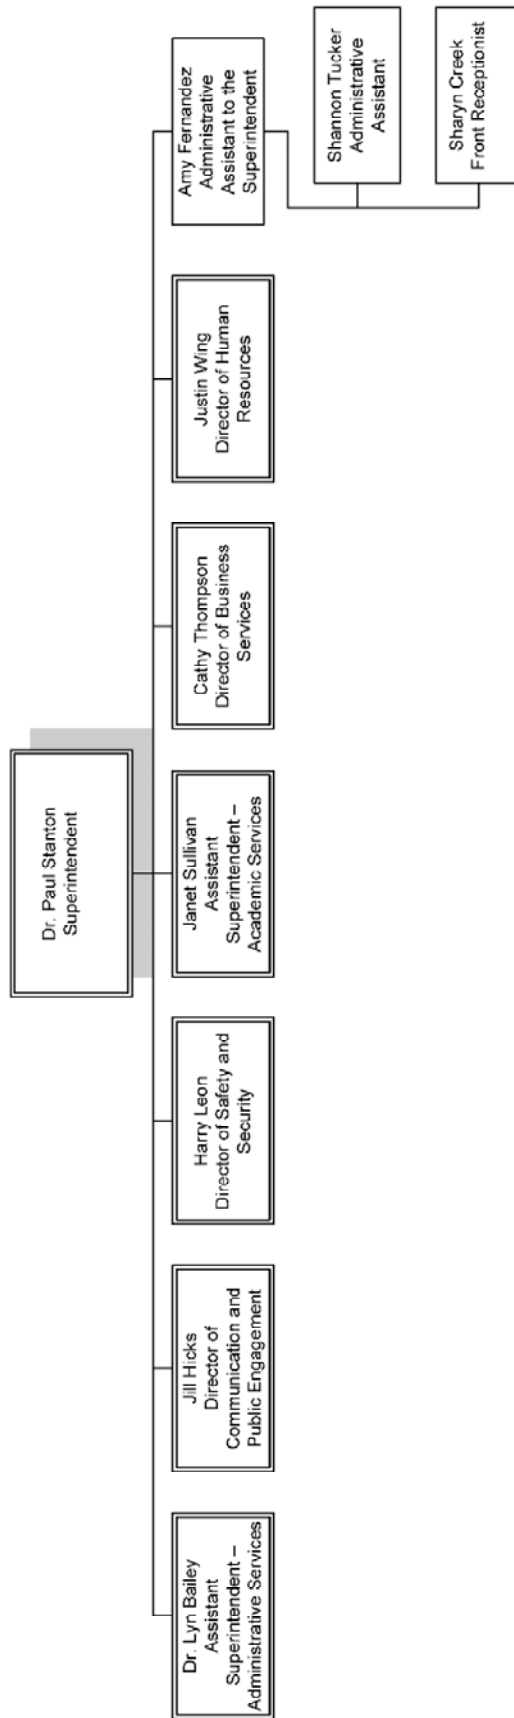 Dr. Paul Stanton
Superintendent
Dr. Lyn Bailey
Assistant
Superintendent –
Administrative Services
Jill Hicks
Director of
Communication and
Public Engagement
Harry Leon
Director of Safety and
Security
Janet Sullivan
Assistant
Superintendent –
Academic Services
Cathy Thompson
Director of Business
Services
Justin Wing
Director of Human
Resources
Amy Fernandez
Administrative
Assistant to the
Superintendent
Shannon Tucker
Administrative
Assistant
Sharyn Creek
Front Receptionist